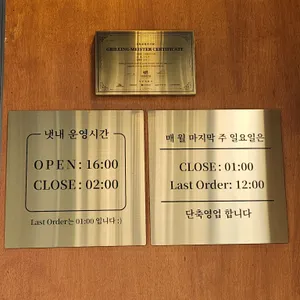 GRILLING MASTER CERTIFICATE
냇내 운영시간
OPEN: 16:00
CLOSE: 02:00
Last Order는 01:00 입니다 :)
매 월 마지막 주 일요일은
CLOSE: 01:00
Last Order: 12:00
단축영업 합니다